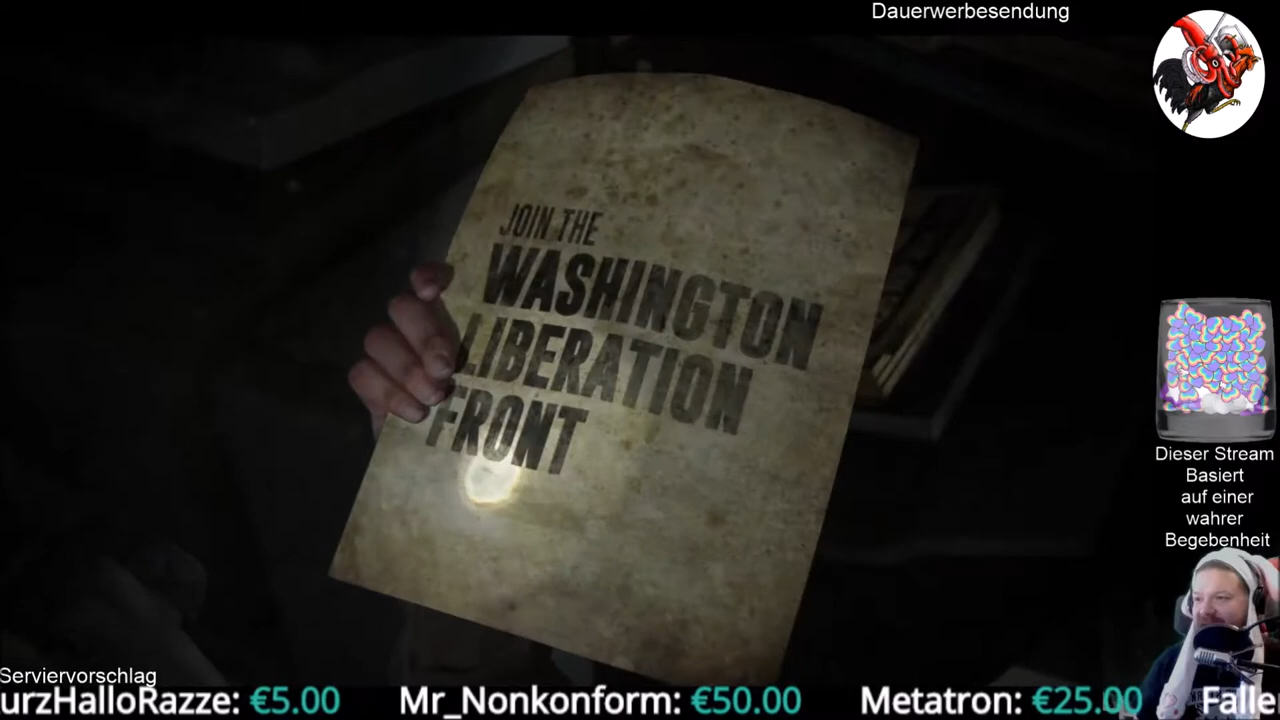 Dauerwerbesendung
JOIN THE
WASHINGTON
LIBERATION
FRONT
Dieser Stream
Basiert
auf einer
wahrer
Begebenheit
Serviervorschlag
urzHalloRazze: €5.00 Mr_Nonkonform: €50.00 Metatron: €25.00 Falle